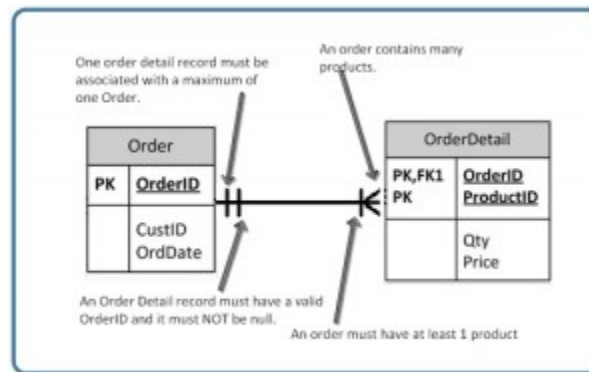 One order detail record must be
associated with a maximum of
one Order.
An order contains many
products.
Order
PK OrderID
CustID
OrdDate
OrderDetail
PK,FK1 OrderID
PK ProductID
Qty
Price
An Order Detail record must have a valid
OrderID and it must NOT be null.
An order must have at least 1 product